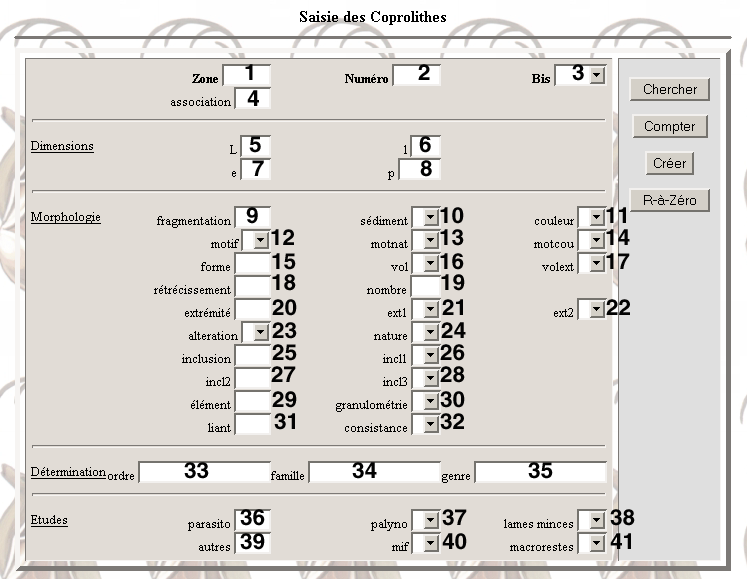 Saisie des Coprolithes
Zone 1 Numéro 2 Bis 3
association 4
Chercher
Compter
Créer
R-à-Zéro
Dimensions L 5 l 6
e 7 p 8
Morphologie fragmentation 9 sédiment 10 couleur 11
motif 12 motnat 13 motcou 14
forme 15 vol 16 volext 17
rétrécissement 18 nombre 19
extrémité 20 ext1 21 ext2 22
alteration 23 nature 24
inclusion 25 incl1 26
incl2 27 incl3 28
élément 29 granulométrie 30
liant 31 consistance 32
Détermination ordre 33 famille 34 genre 35
Etudes parasito 36 palyno 37 lames minces 38
autres 39 mif 40 macrorestes 41